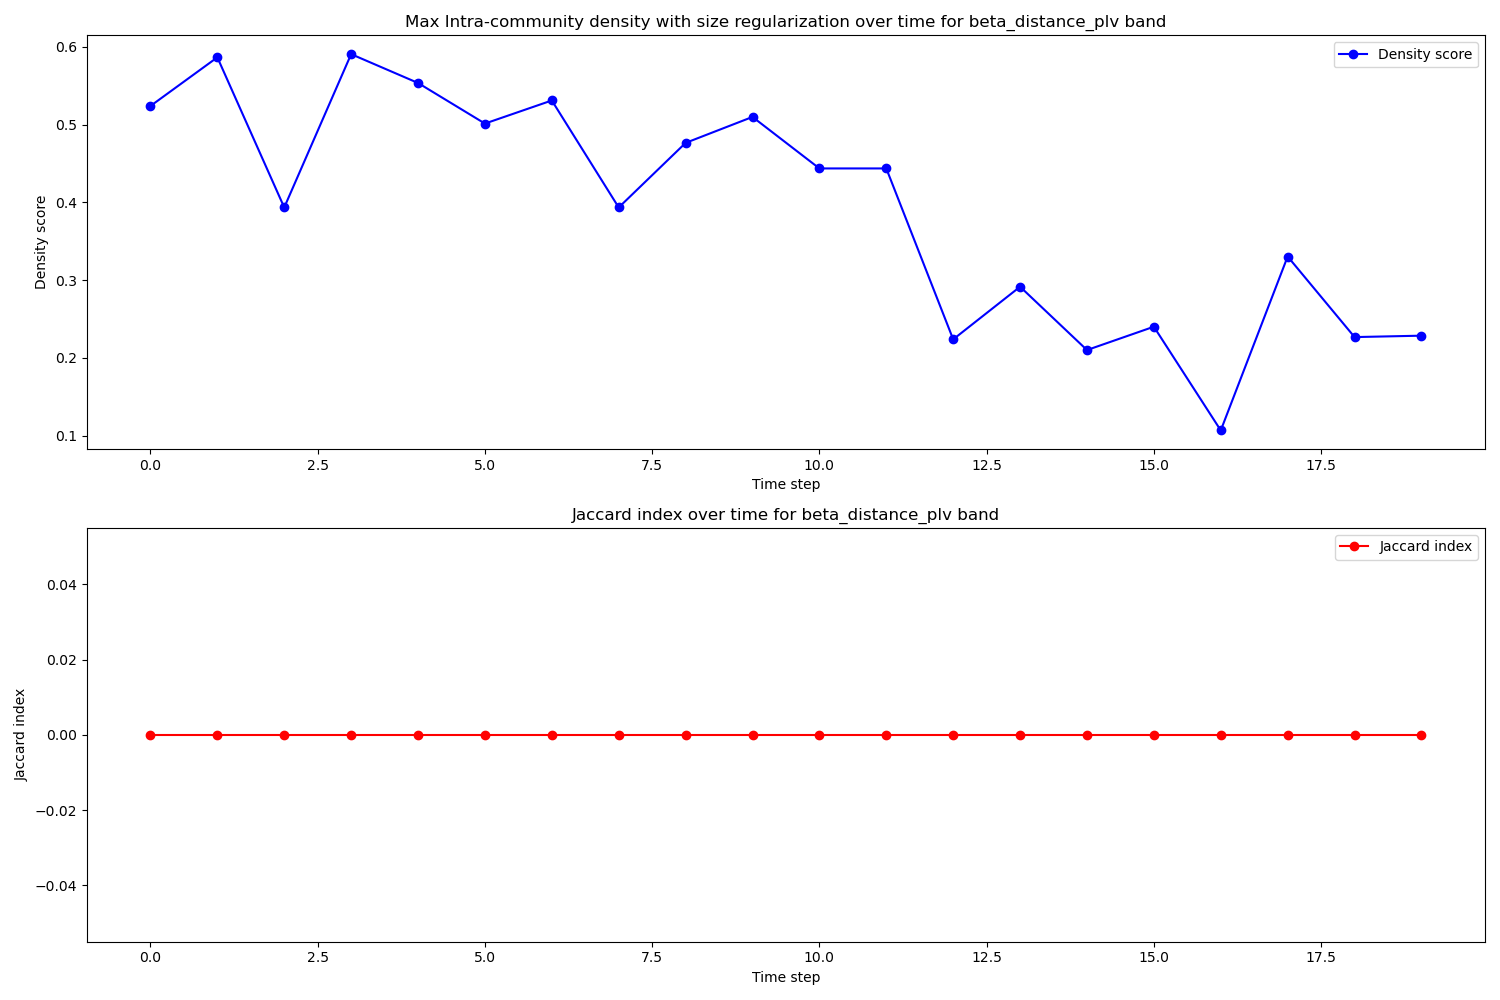 Max Intra-community density with size regularization over time for beta_distance_plv band
Density score
0.6
0.5
0.4
0.3
0.2
0.1
Density score
0.0 2.5 5.0 7.5 10.0 12.5 15.0 17.5
Time step
Jaccard index over time for beta_distance_plv band
Jaccard index
0.04
0.02
0.00
−0.02
−0.04
Jaccard index
0.0 2.5 5.0 7.5 10.0 12.5 15.0 17.5
Time step